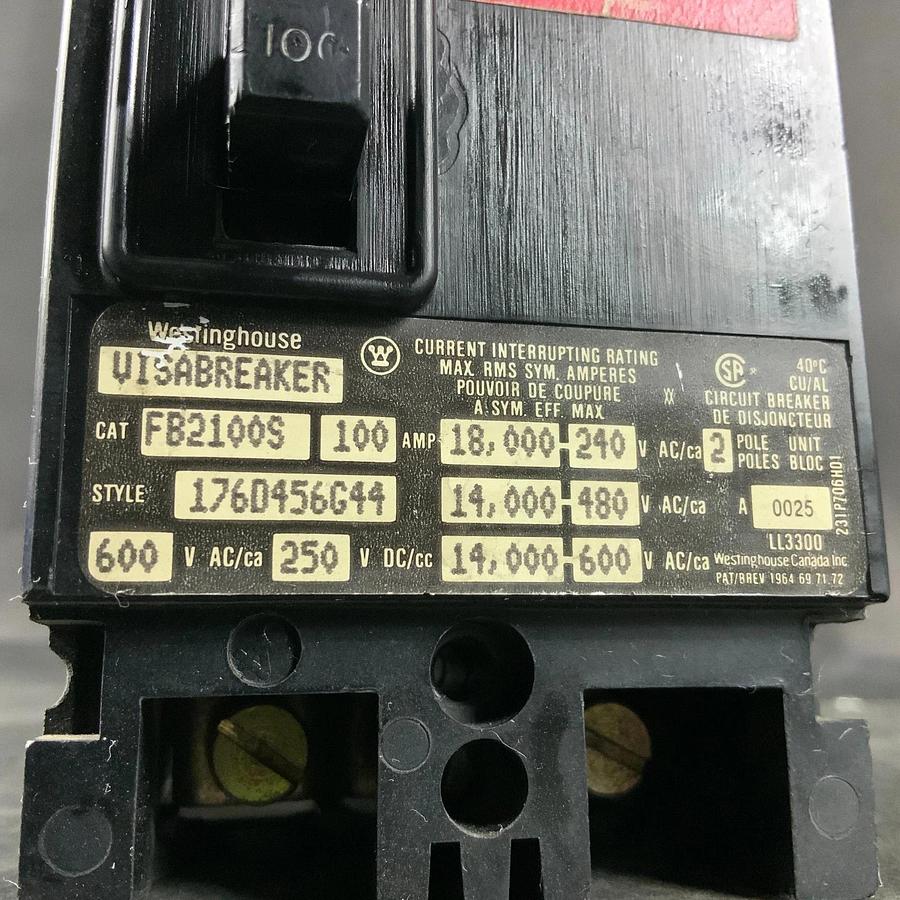 100
Westinghouse
VISABREAKER
CAT FB2100S 100 AMP
STYLE 176D456G44
600 V AC/ca 250 V DC/cc
W
CURRENT INTERRUPTING RATING
MAX. RMS SYM. AMPERES
POUVOIR DE COUPURE
A SYM. EFF. MAX
18,000-240 V AC/ca
14,000-480 V AC/ca
14,000-600 V AC/ca
SA
40°C
CU/AL
CIRCUIT BREAKER
DE DISJONCTEUR
2 POLE UNIT
POLES BLOC
A 0025
LL3300
Westinghouse Canada Inc
PAT/BREV 1964 69 71 72
231P706H01